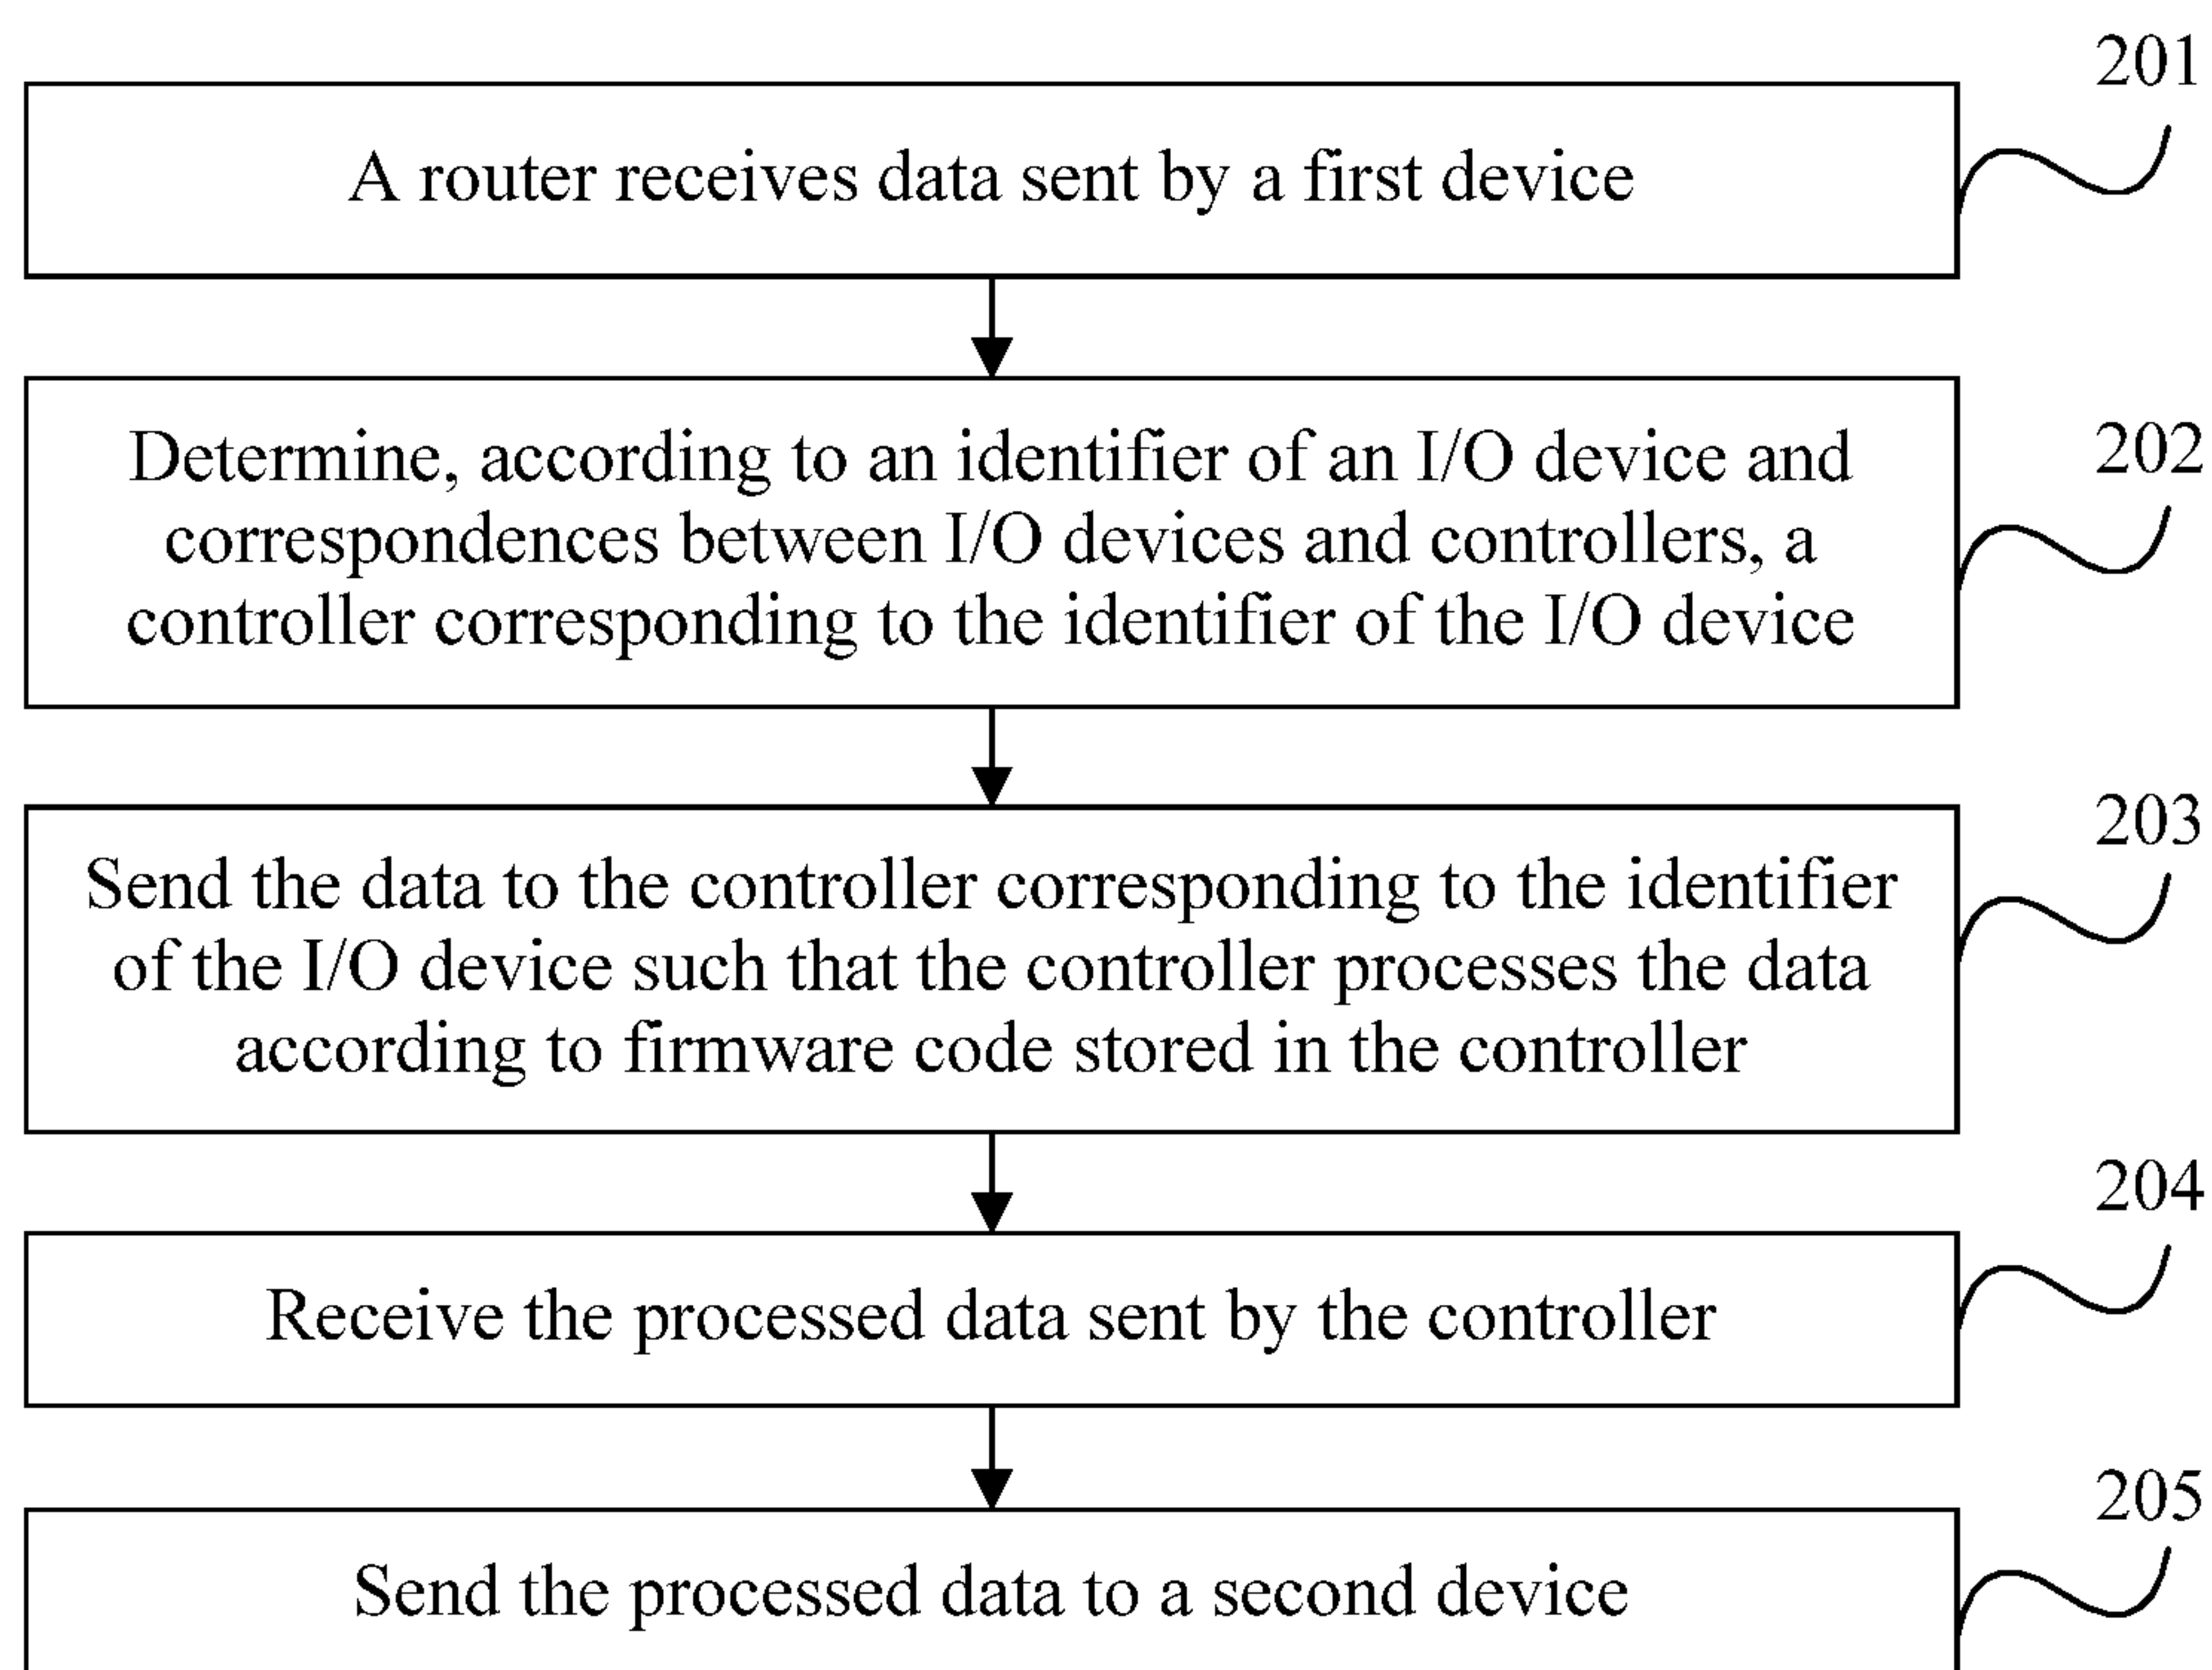 201
A router receives data sent by a first device
202
Determine, according to an identifier of an I/O device and
correspondences between I/O devices and controllers, a
controller corresponding to the identifier of the I/O device
203
Send the data to the controller corresponding to the identifier
of the I/O device such that the controller processes the data
according to firmware code stored in the controller
204
Receive the processed data sent by the controller
205
Send the processed data to a second device